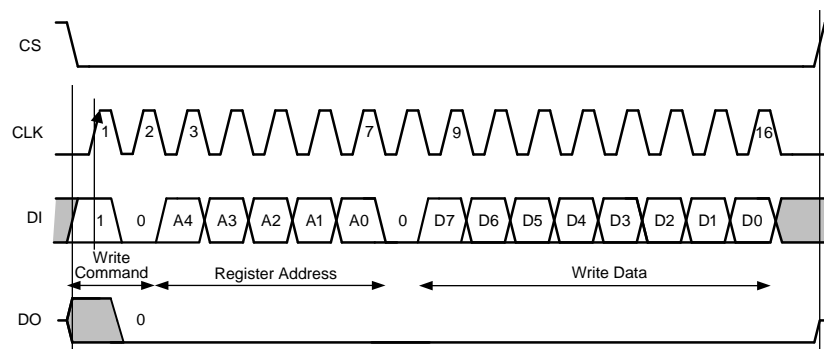 CS
CLK 1 2 3 7 9 16
DI 1 0 A4 A3 A2 A1 A0 0 D7 D6 D5 D4 D3 D2 D1 D0
Write
Command Register Address Write Data
DO 0